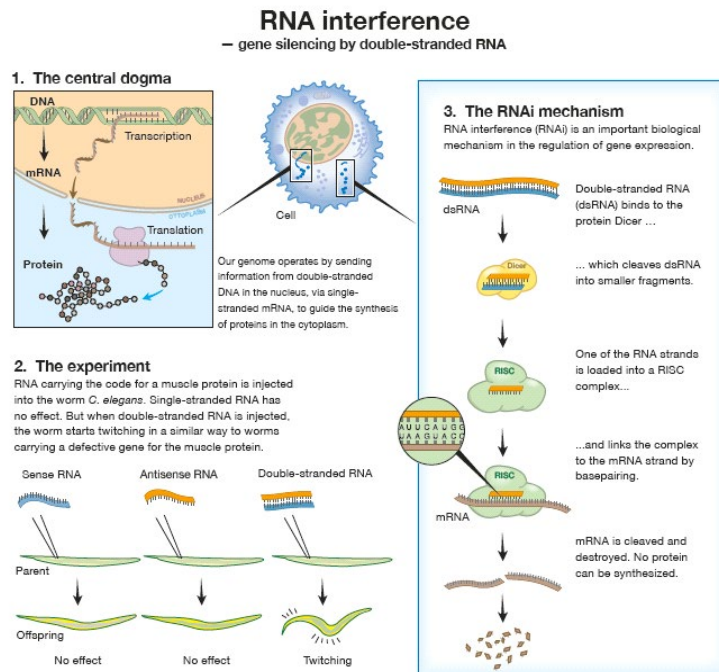 RNA interference
— gene silencing by double-stranded RNA
1. The central dogma
DNA
Transcription
mRNA
NUCLEUS
CYTOPLASM
Translation
Protein
Cell
Our genome operates by sending
information from double-stranded
DNA in the nucleus, via single-
stranded mRNA, to guide the synthesis
of proteins in the cytoplasm.
2. The experiment
RNA carrying the code for a muscle protein is injected
into the worm C. elegans. Single-stranded RNA has
no effect. But when double-stranded RNA is injected,
the worm starts twitching in a similar way to worms
carrying a defective gene for the muscle protein.
Sense RNA
Antisense RNA
Double-stranded RNA
Parent
Offspring
No effect
No effect
Twitching
3. The RNAi mechanism
RNA interference (RNAi) is an important biological
mechanism in the regulation of gene expression.
dsRNA
Double-stranded RNA
(dsRNA) binds to the
protein Dicer ...
Dicer
... which cleaves dsRNA
into smaller fragments.
RISC
One of the RNA strands
is loaded into a RISC
complex...
AUUCAUGG
UAAGUACC
RISC
mRNA
...and links the complex
to the mRNA strand by
basepairing.
mRNA is cleaved and
destroyed. No protein
can be synthesized.